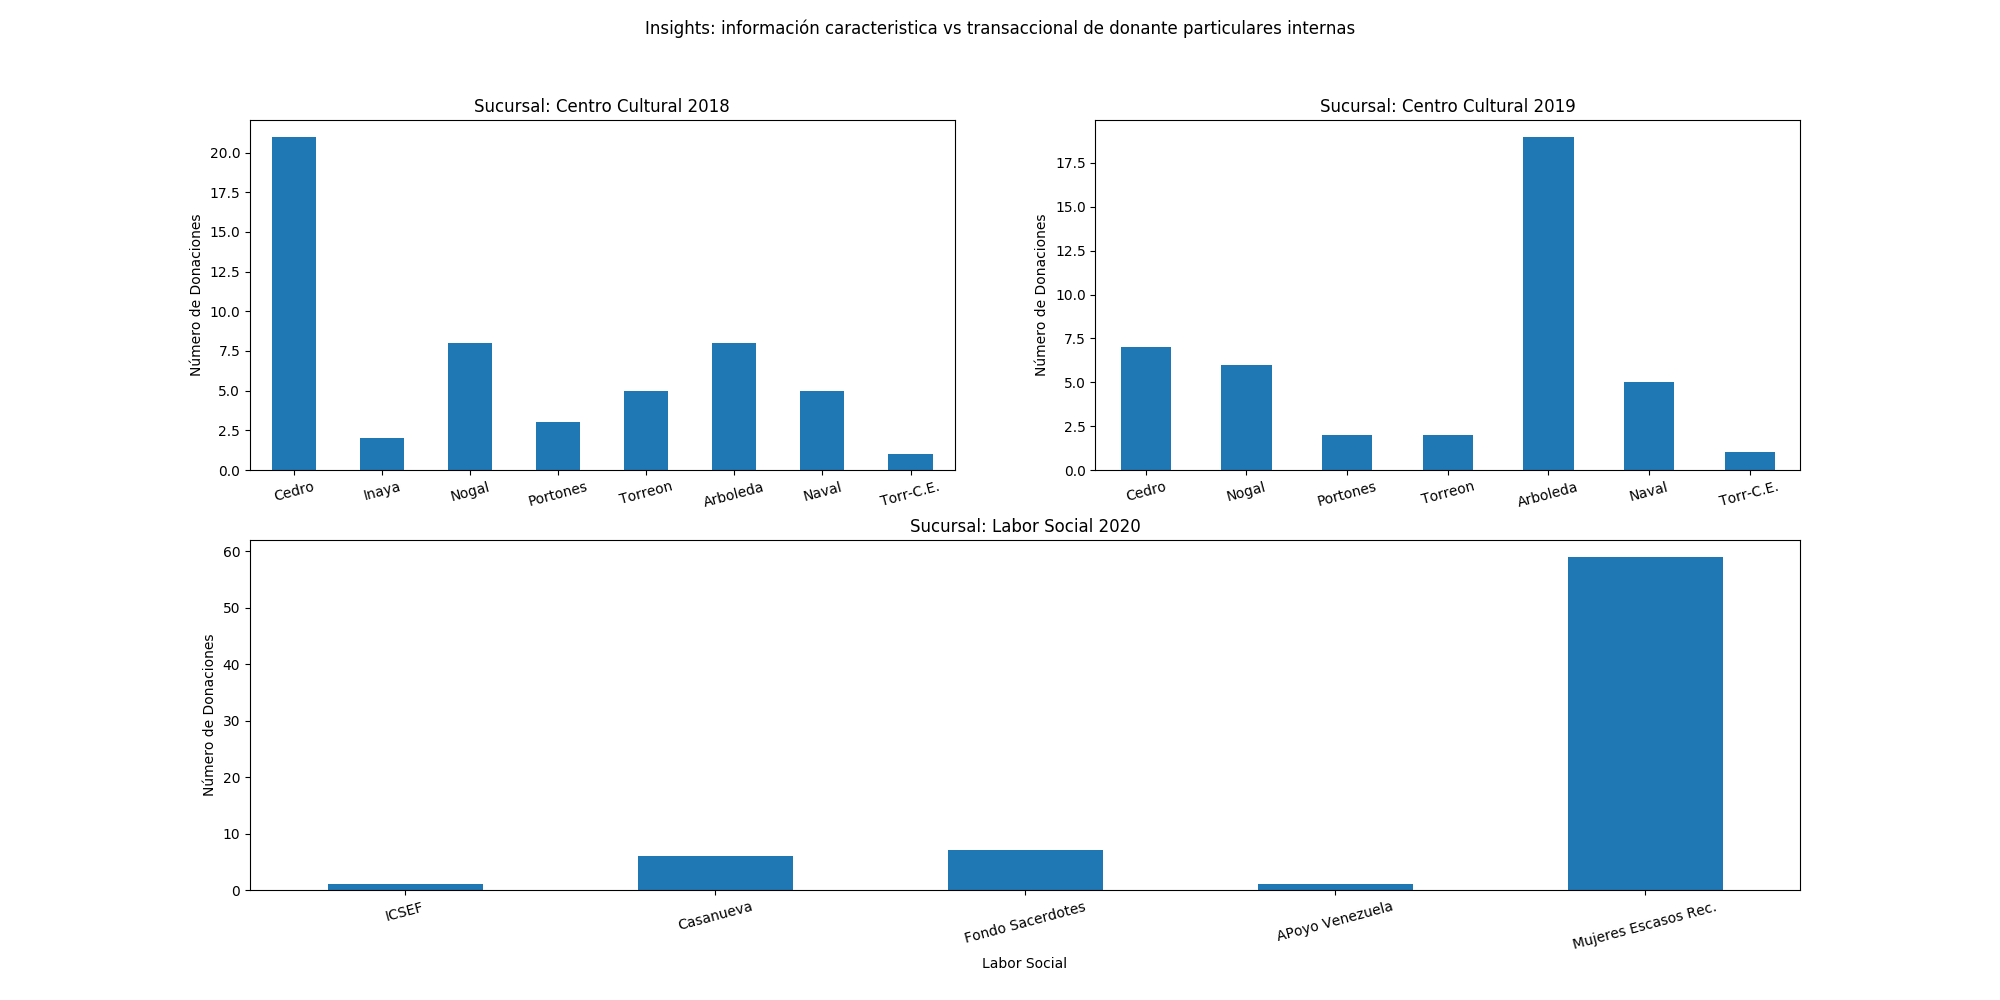 Insights: información caracteristica vs transaccional de donante particulares internas
Sucursal: Centro Cultural 2018
Número de Donaciones
20.0
17.5
15.0
12.5
10.0
7.5
5.0
2.5
0.0
Cedro Inaya Nogal Portones Torreon Arboleda Naval Torr-C.E.
Sucursal: Centro Cultural 2019
Número de Donaciones
17.5
15.0
12.5
10.0
7.5
5.0
2.5
0.0
Cedro Nogal Portones Torreon Arboleda Naval Torr-C.E.
Sucursal: Labor Social 2020
Número de Donaciones
60
50
40
30
20
10
0
ICSEF Casanueva Fondo Sacerdotes APoyo Venezuela Mujeres Escasos Rec.
Labor Social